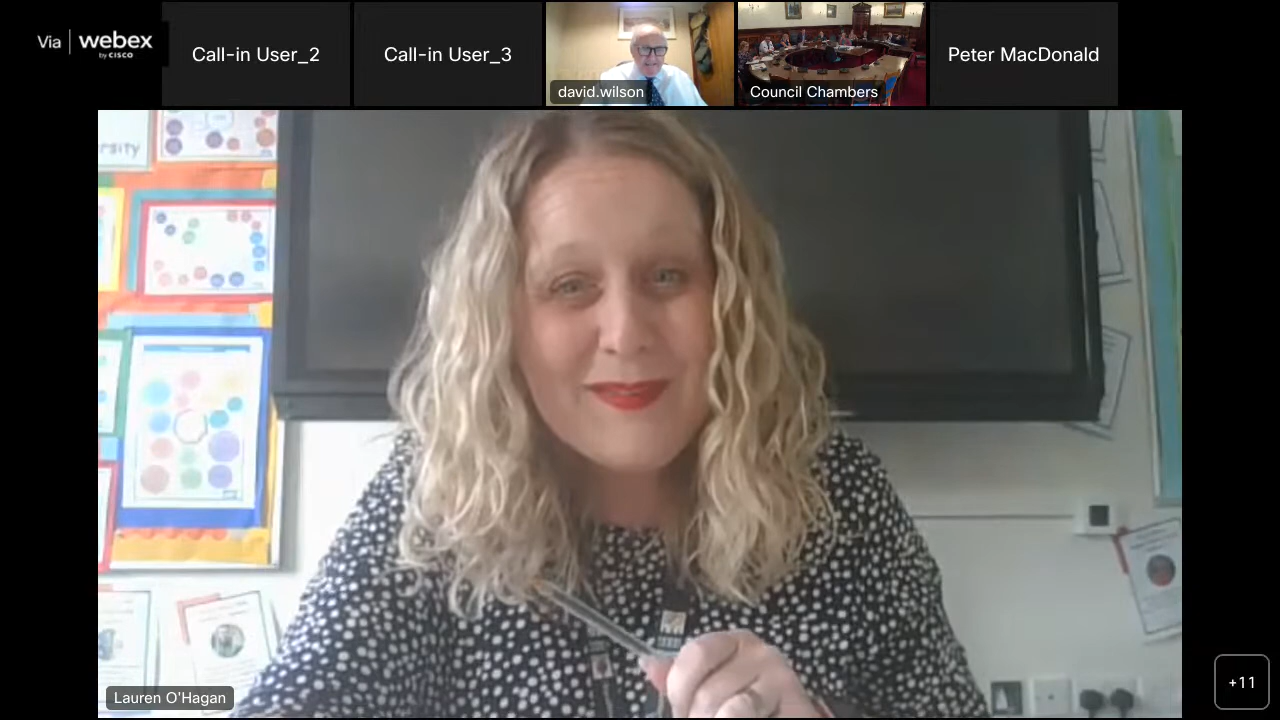 Via webex
by CISCO
Call-in User_2
Call-in User_3
david.wilson
Council Chambers
Peter MacDonald
Lauren O'Hagan
+11